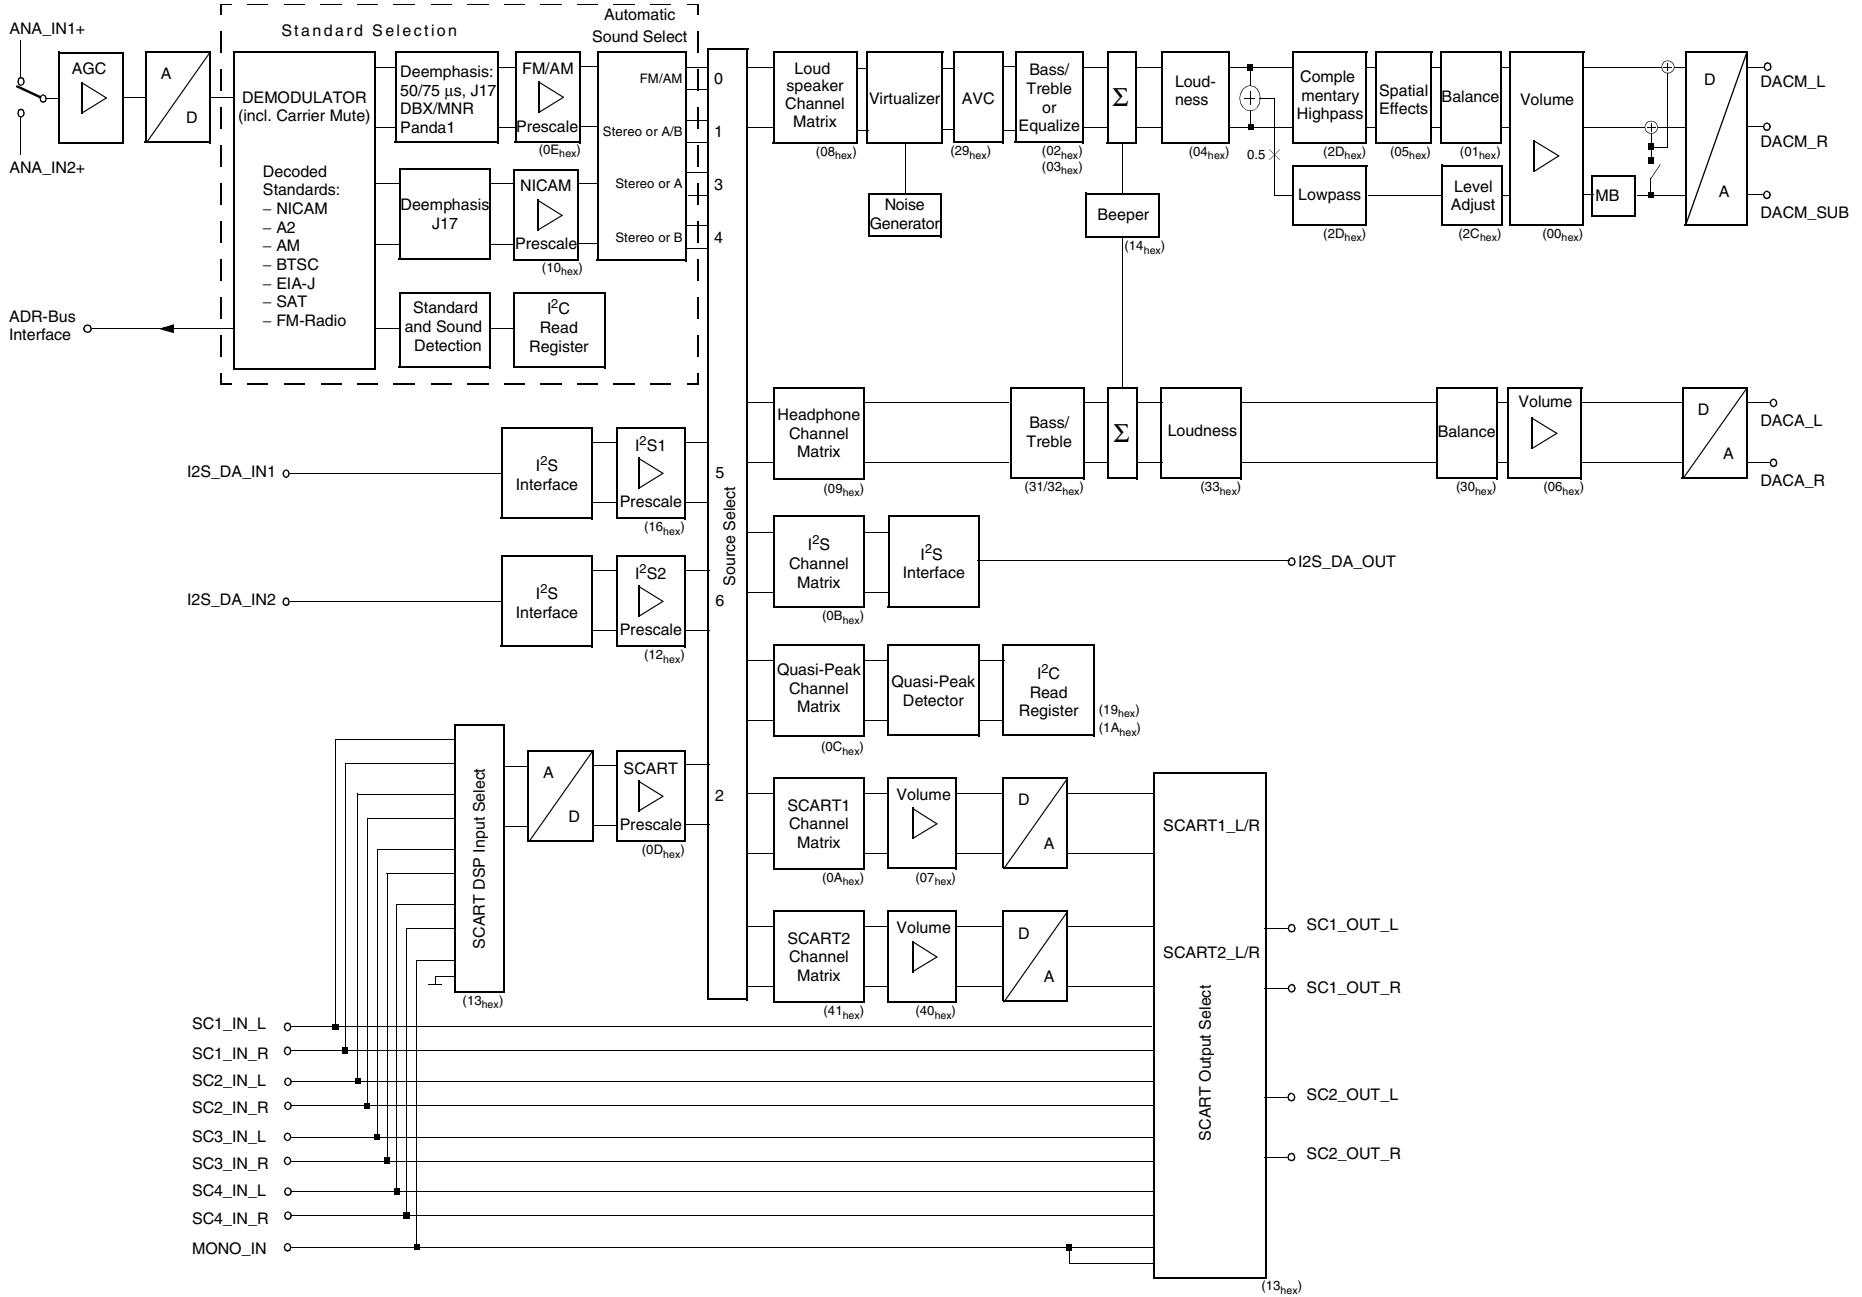 Automatic
Sound Select
Standard Selection
ANA_IN1+
ANA_IN2+
AGC
A
D
DEMODULATOR
(incl. Carrier Mute)
Decoded
Standards:
– NICAM
– A2
– AM
– BTSC
– EIA-J
– SAT
– FM-Radio
Deemphasis:
50/75 µs, J17
DBX/MNR
Panda1
FM/AM
Prescale
(0Ehex)
Deemphasis
J17
NICAM
Prescale
(10hex)
FM/AM
Stereo or A/B
Stereo or A
Stereo or B
Standard
and Sound
Detection
I2C
Read
Register
ADR-Bus
Interface
0
1
3
4
5
6
2
Source Select
Loud
speaker
Channel
Matrix
(08hex)
Virtualizer
Noise
Generator
AVC
(29hex)
Bass/
Treble
or
Equalize
(02hex)
(03hex)
Σ
Beeper
(14hex)
Loud-
ness
(04hex)
0.5
Comple
mentary
Highpass
(2Dhex)
Lowpass
(2Dhex)
Spatial
Effects
(05hex)
Balance
(01hex)
Level
Adjust
(2Chex)
Volume
(00hex)
MB
D
A
DACM_L
DACM_R
DACM_SUB
Headphone
Channel
Matrix
(09hex)
Bass/
Treble
(31/32hex)
Σ
Loudness
(33hex)
Balance
(30hex)
Volume
(06hex)
D
A
DACA_L
DACA_R
I2S_DA_IN1
I2S
Interface
I2S1
Prescale
(16hex)
I2S_DA_IN2
I2S
Interface
I2S2
Prescale
(12hex)
I2S
Channel
Matrix
(0Bhex)
I2S
Interface
I2S_DA_OUT
Quasi-Peak
Channel
Matrix
(0Chex)
Quasi-Peak
Detector
I2C
Read
Register
(19hex)
(1Ahex)
SCART DSP Input Select
(13hex)
A
D
SCART
Prescale
(0Dhex)
SCART1
Channel
Matrix
(0Ahex)
Volume
(07hex)
D
A
SCART2
Channel
Matrix
(41hex)
Volume
(40hex)
D
A
SCART1_L/R
SCART2_L/R
SCART Output Select
(13hex)
SC1_OUT_L
SC1_OUT_R
SC2_OUT_L
SC2_OUT_R
SC1_IN_L
SC1_IN_R
SC2_IN_L
SC2_IN_R
SC3_IN_L
SC3_IN_R
SC4_IN_L
SC4_IN_R
MONO_IN